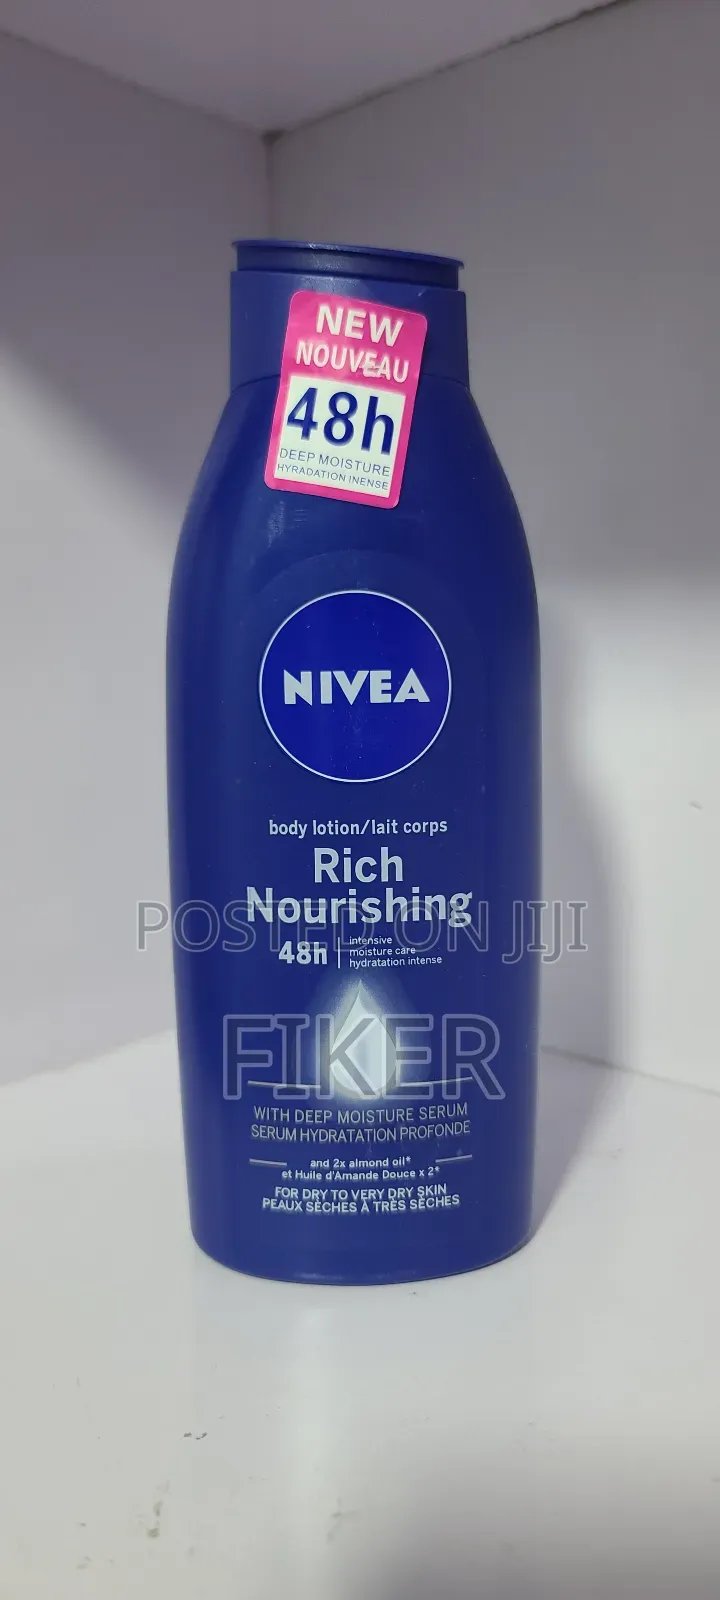 NEW
NOUVEAU
48h
DEEP MOISTURE
HYRADATION INENSE
NIVEA
body lotion/lait corps
Rich
Nourishing
POSTED ON JIJI
48h
intensive
moisture care
hydratation intense
FIKER
WITH DEEP MOISTURE SERUM
SERUM HYDRATATION PROFONDE
and 2x almond oil*
et Huile d'Amande Douce x 2*
FOR DRY TO VERY DRY SKIN
PEAUX SÈCHES À TRÈS SÈCHES